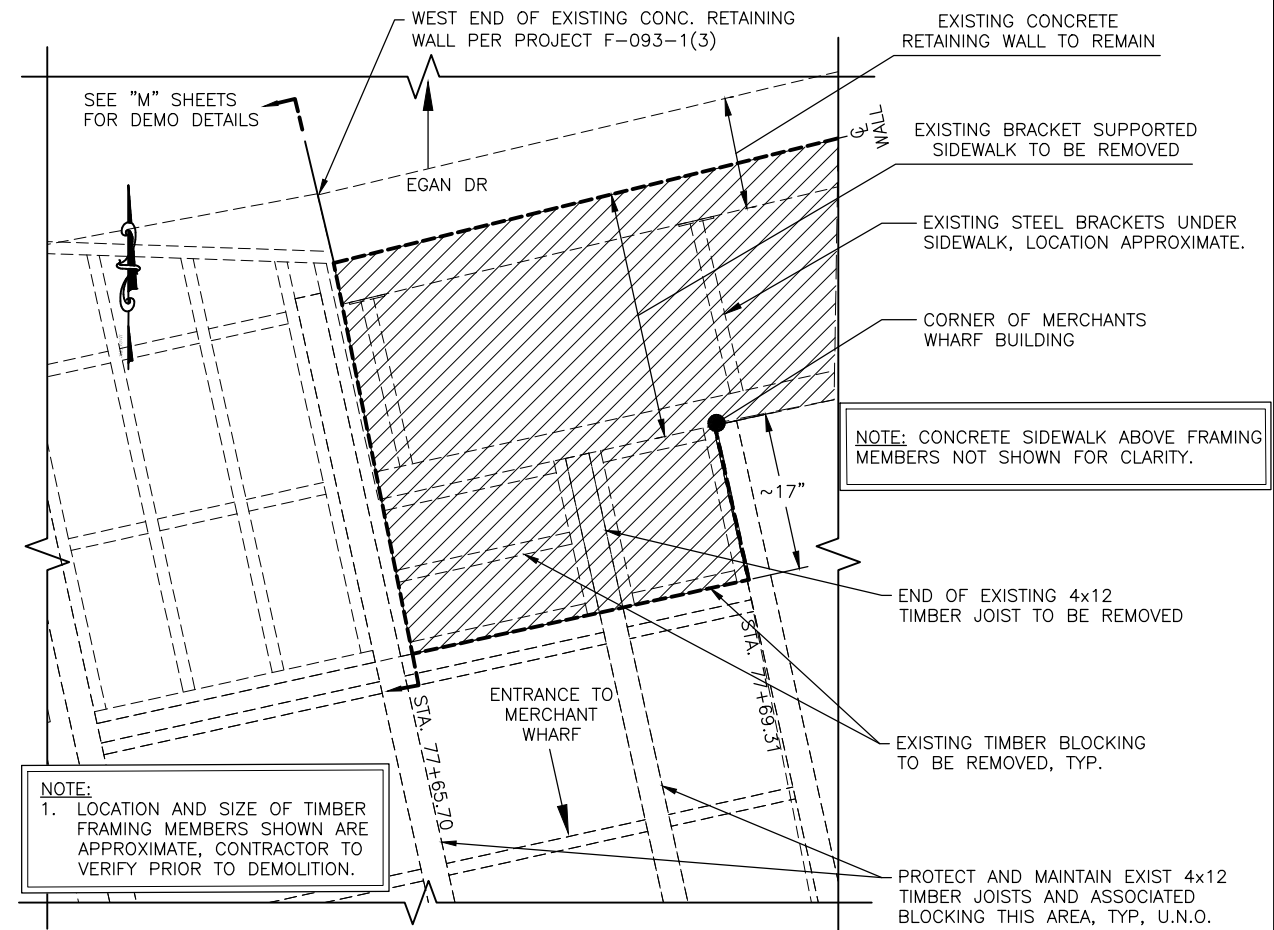 WEST END OF EXISTING CONC. RETAINING
WALL PER PROJECT F-093-1(3)
EXISTING CONCRETE
RETAINING WALL TO REMAIN
SEE "M" SHEETS
FOR DEMO DETAILS
℄ WALL
EXISTING BRACKET SUPPORTED
SIDEWALK TO BE REMOVED
EGAN DR
EXISTING STEEL BRACKETS UNDER
SIDEWALK, LOCATION APPROXIMATE.
CORNER OF MERCHANTS
WHARF BUILDING
NOTE: CONCRETE SIDEWALK ABOVE FRAMING
MEMBERS NOT SHOWN FOR CLARITY.
~17"
END OF EXISTING 4x12
TIMBER JOIST TO BE REMOVED
STA. 77+69.31
STA. 77+65.70
ENTRANCE TO
MERCHANT
WHARF
EXISTING TIMBER BLOCKING
TO BE REMOVED, TYP.
NOTE:
1. LOCATION AND SIZE OF TIMBER
FRAMING MEMBERS SHOWN ARE
APPROXIMATE, CONTRACTOR TO
VERIFY PRIOR TO DEMOLITION.
PROTECT AND MAINTAIN EXIST 4x12
TIMBER JOISTS AND ASSOCIATED
BLOCKING THIS AREA, TYP, U.N.O.